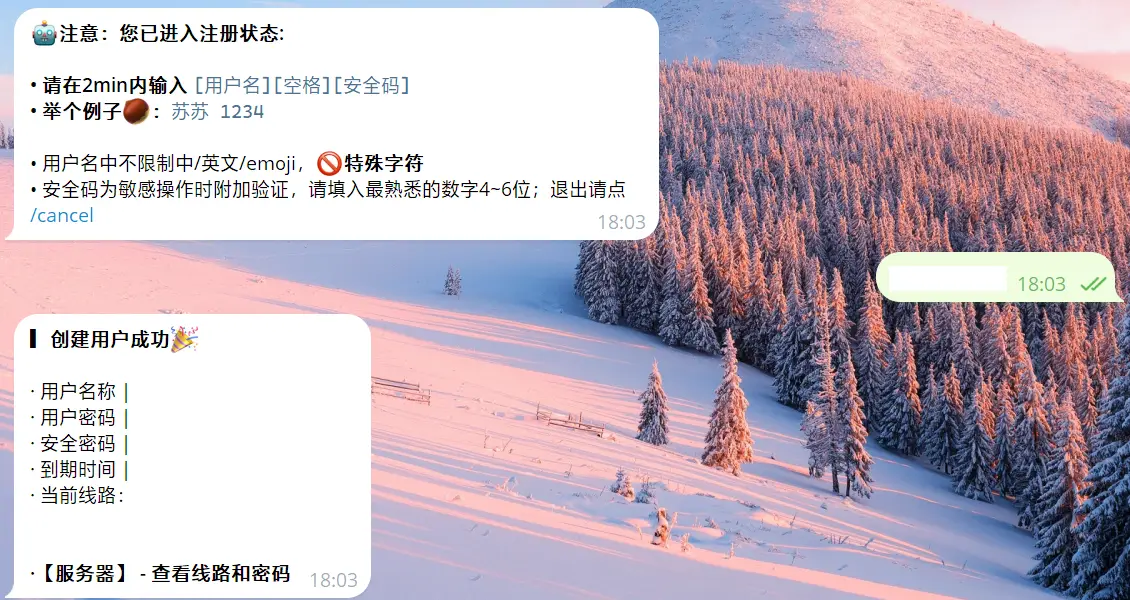 🤖注意：您已进入注册状态:
• 请在2min内输入 [用户名][空格][安全码]
• 举个例子🌰：苏苏 1234
• 用户名中不限制中/英文/emoji，🚫特殊字符
• 安全码为敏感操作时附加验证，请填入最熟悉的数字4~6位；退出请点
/cancel
18:03
18:03
▎创建用户成功🎉
· 用户名称 |
· 用户密码 |
· 安全密码 |
· 到期时间 |
· 当前线路：
·【服务器】 - 查看线路和密码
18:03